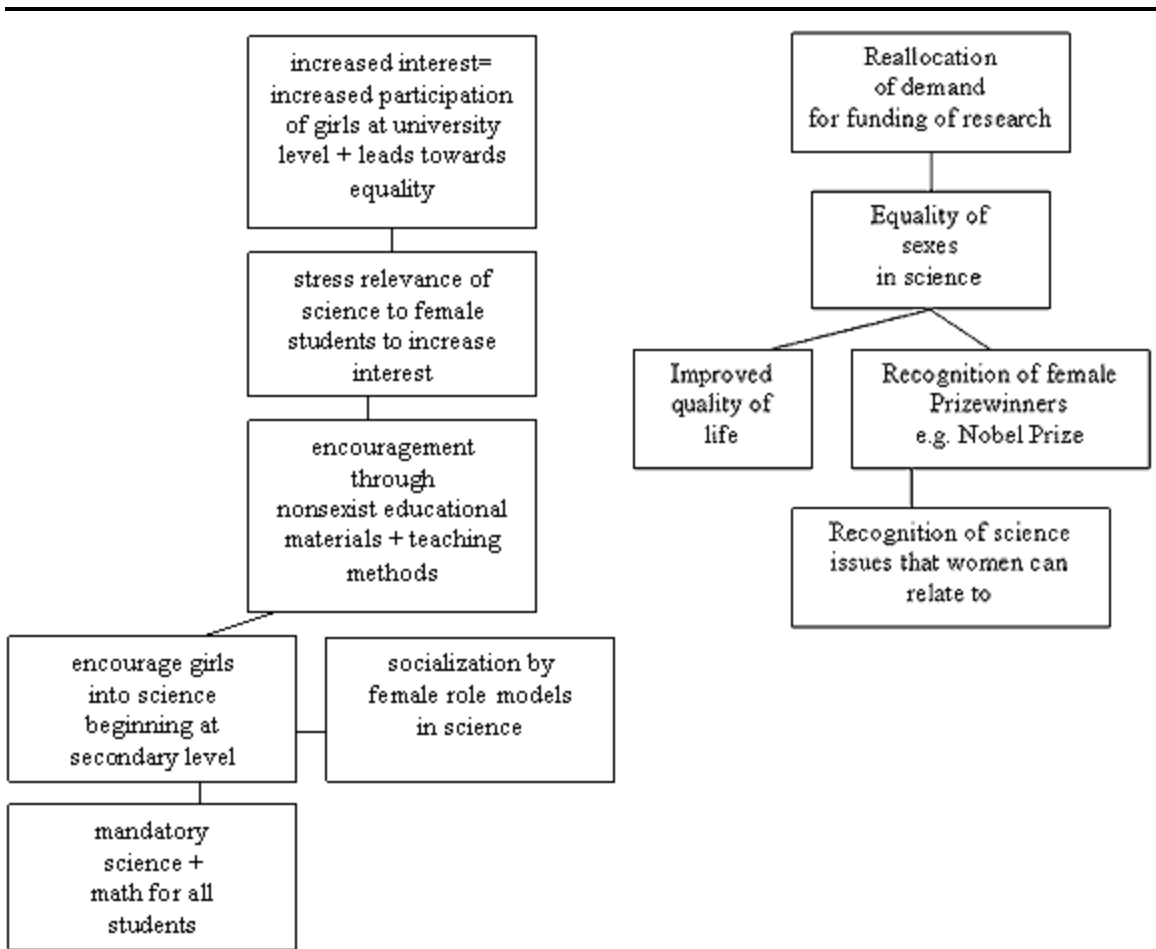 increased interest=
increased participation
of girls at university
level + leads towards
equality
stress relevance of
science to female
students to increase
interest
encouragement
through
nonsexist educational
materials + teaching
methods
encourage girls
into science
beginning at
secondary level
socialization by
female role models
in science
mandatory
science +
math for all
students
Reallocation
of demand
for funding of research
Equality of
sexes
in science
Improved
quality of
life
Recognition of female
Prizewinners
e.g. Nobel Prize
Recognition of science
issues that women can
relate to